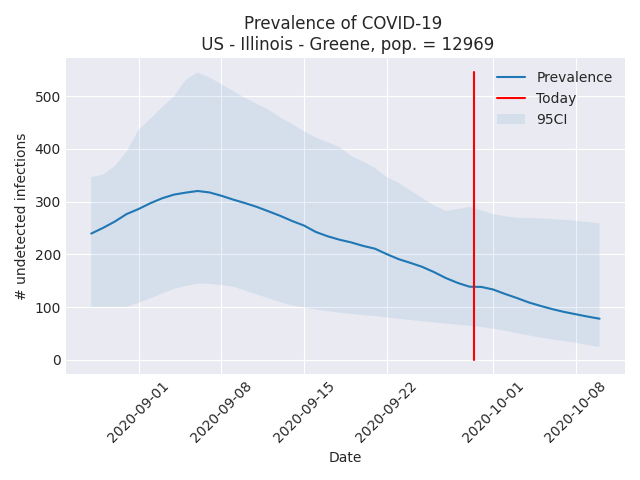 Prevalence of COVID-19
US - Illinois - Greene, pop. = 12969
Prevalence
Today
95CI
# undetected infections
500
400
300
200
100
0
2020-09-01
2020-09-08
2020-09-15
2020-09-22
2020-10-01
2020-10-08
Date